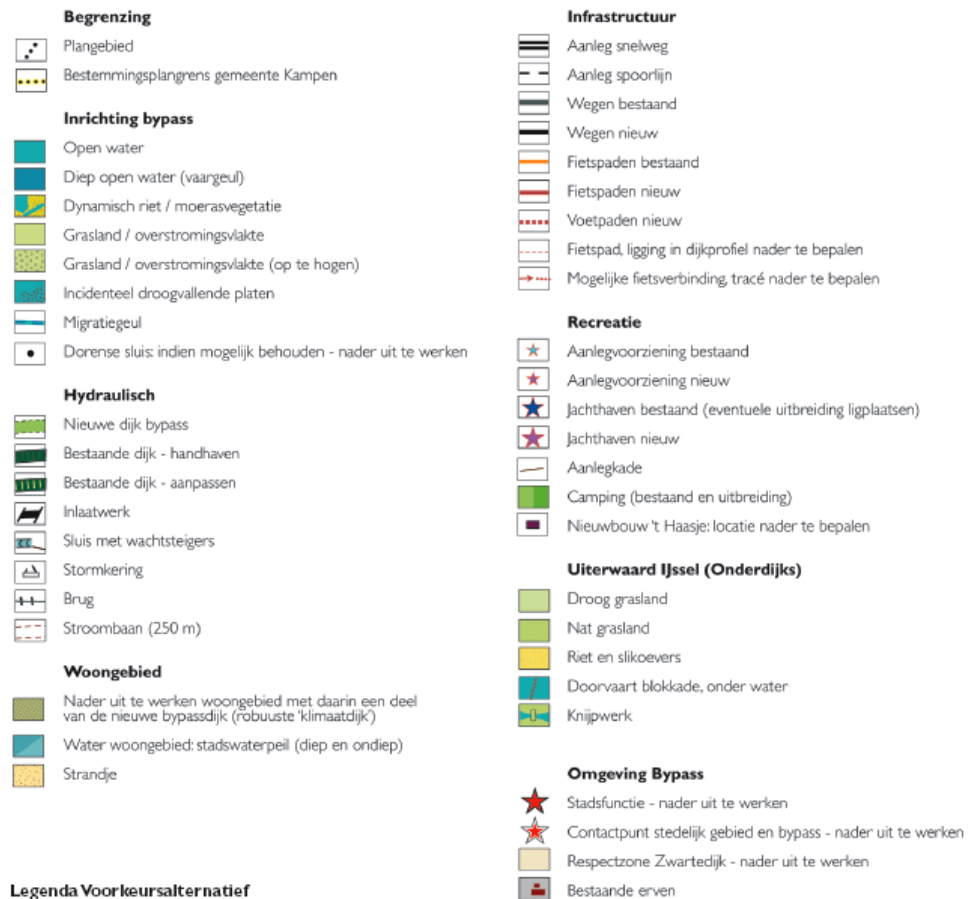 Begrenzing
Plangebied
Bestemmingsplangrens gemeente Kampen
Inrichting bypass
Open water
Diep open water (vaargeul)
Dynamisch riet / moerasvegetatie
Grasland / overstromingsvlakte
Grasland / overstromingsvlakte (op te hogen)
Incidenteel droogvallende platen
Migratiegeul
Dorense sluis: indien mogelijk behouden - nader uit te werken
Hydraulisch
Nieuwe dijk bypass
Bestaande dijk - handhaven
Bestaande dijk - aanpassen
Inlaatwerk
Sluis met wachtsteigers
Stormkering
Brug
Stroombaan (250 m)
Woongebied
Nader uit te werken woongebied met daarin een deel
van de nieuwe bypassdijk (robuuste 'klimaatdijk')
Water woongebied: stadswaterpeil (diep en ondiep)
Strandje
Legenda Voorkeursalternatief
Infrastructuur
Aanleg snelweg
Aanleg spoorlijn
Wegen bestaand
Wegen nieuw
Fietspaden bestaand
Fietspaden nieuw
Voetpaden nieuw
Fietspad, ligging in dijkprofiel nader te bepalen
Mogelijke fietsverbinding, tracé nader te bepalen
Recreatie
Aanlegvoorziening bestaand
Aanlegvoorziening nieuw
Jachthaven bestaand (eventuele uitbreiding ligplaatsen)
Jachthaven nieuw
Aanlegkade
Camping (bestaand en uitbreiding)
Nieuwbouw 't Haasje: locatie nader te bepalen
Uiterwaard IJssel (Onderdijks)
Droog grasland
Nat grasland
Riet en slikoevers
Doorvaart blokkade, onder water
Knijpwerk
Omgeving Bypass
Stadsfunctie - nader uit te werken
Contactpunt stedelijk gebied en bypass - nader uit te werken
Respectzone Zwartedijk - nader uit te werken
Bestaande erven